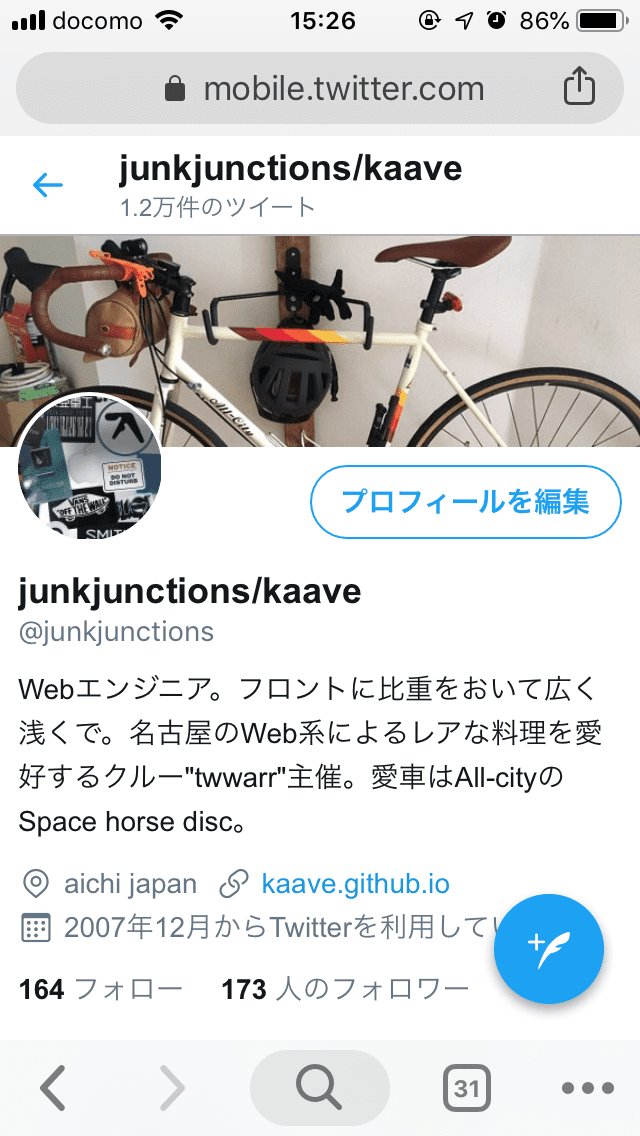 docomo 15:26 86%
mobile.twitter.com
junkjunctions/kaave
1.2万件のツイート
All-City
NOTICE
DO NOT
DISTURB
VANS
"OFF THE WALL"
SMIT
プロフィールを編集
junkjunctions/kaave
@junkjunctions
Webエンジニア。フロントに比重をおいて広く
浅くで。名古屋のWeb系によるレアな料理を愛
好するクルー"twwarr"主催。愛車はAll-cityの
Space horse disc。
aichi japan kaave.github.io
2007年12月からTwitterを利用してい
164 フォロー 173 人のフォロワー
31